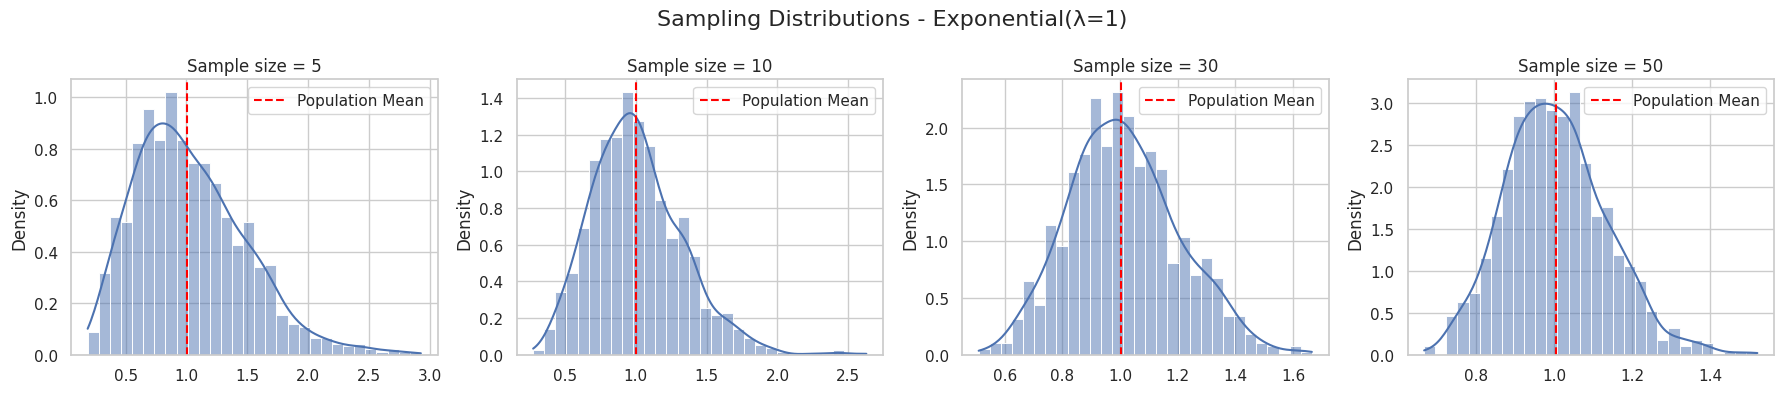 Sampling Distributions - Exponential(λ=1)
Sample size = 5
Population Mean
Density
1.0
0.8
0.6
0.4
0.2
0.0
0.5 1.0 1.5 2.0 2.5 3.0
Sample size = 10
Population Mean
Density
1.4
1.2
1.0
0.8
0.6
0.4
0.2
0.0
0.5 1.0 1.5 2.0 2.5
Sample size = 30
Population Mean
Density
2.0
1.5
1.0
0.5
0.0
0.6 0.8 1.0 1.2 1.4 1.6
Sample size = 50
Population Mean
Density
3.0
2.5
2.0
1.5
1.0
0.5
0.0
0.8 1.0 1.2 1.4